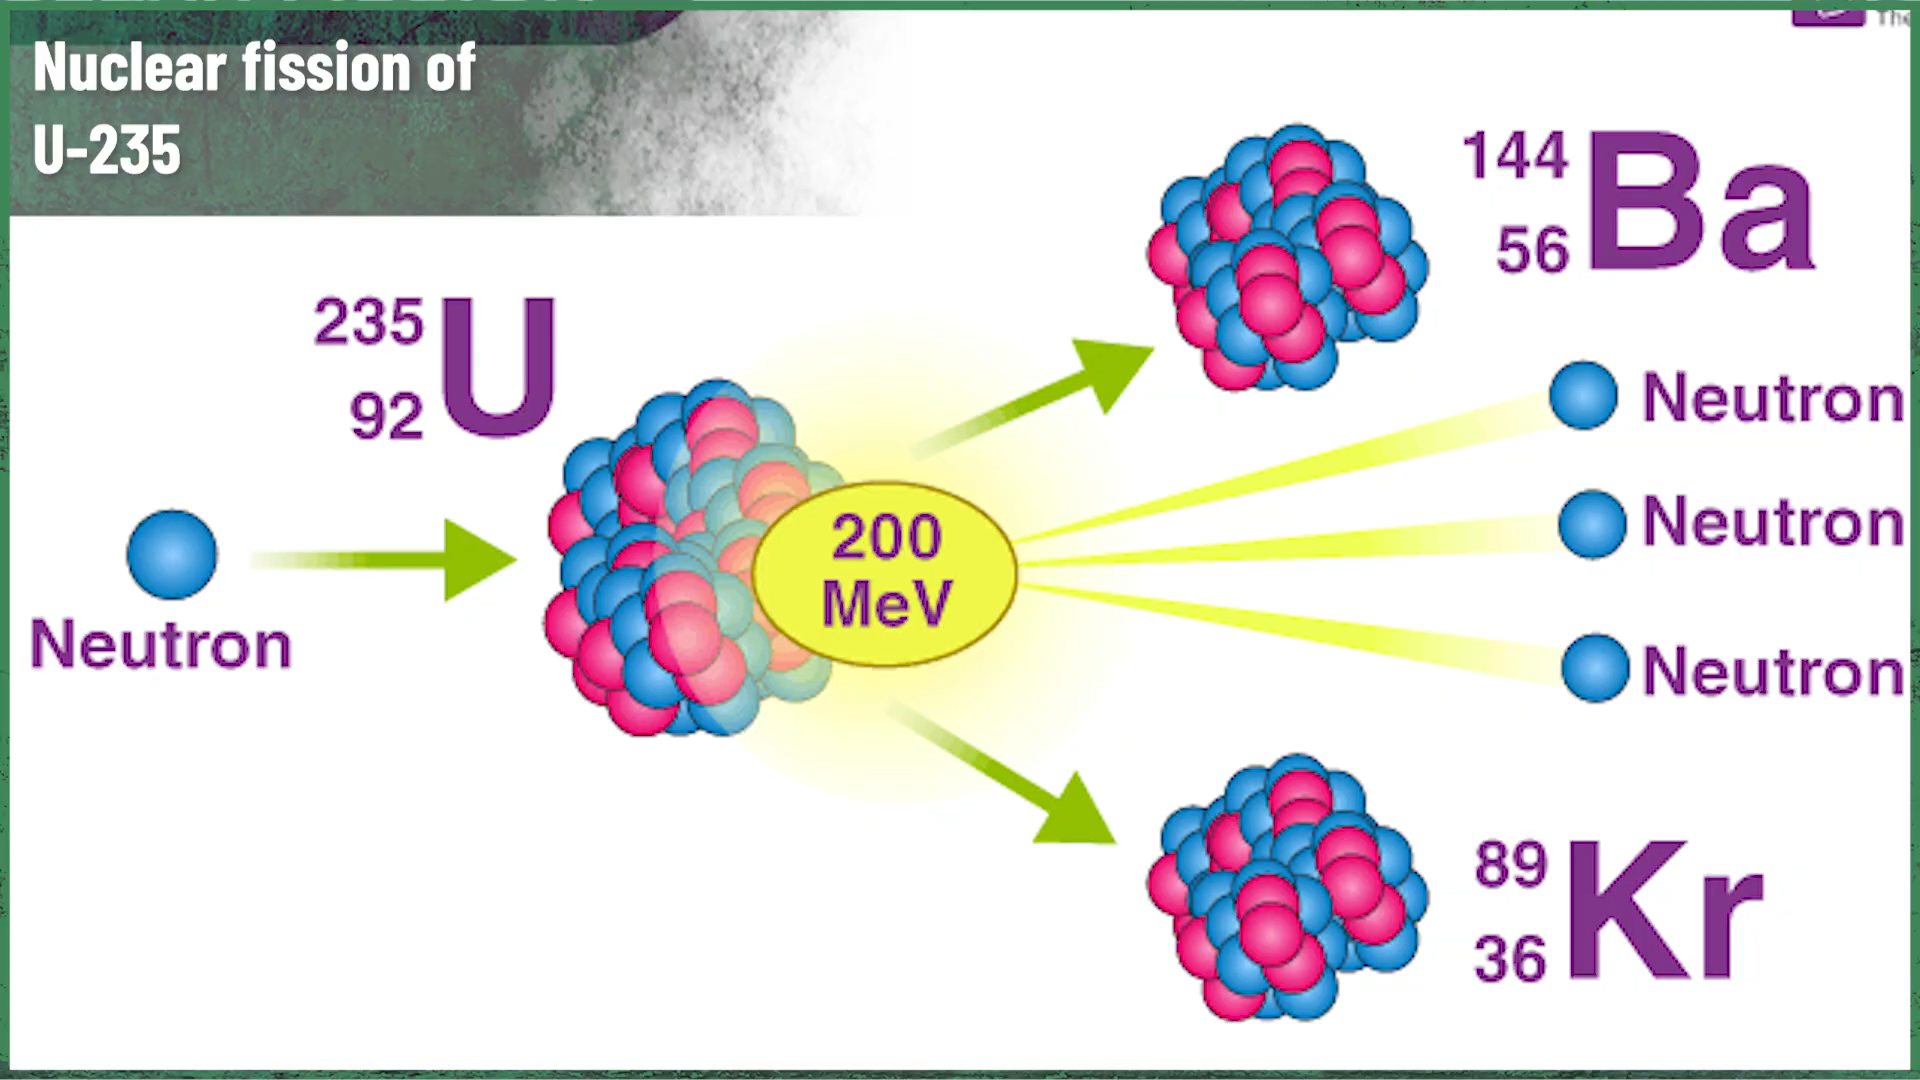 Nuclear fission of
U-235
235
92
U
Neutron
200
MeV
144
56
Ba
Neutron
Neutron
Neutron
89
36
Kr